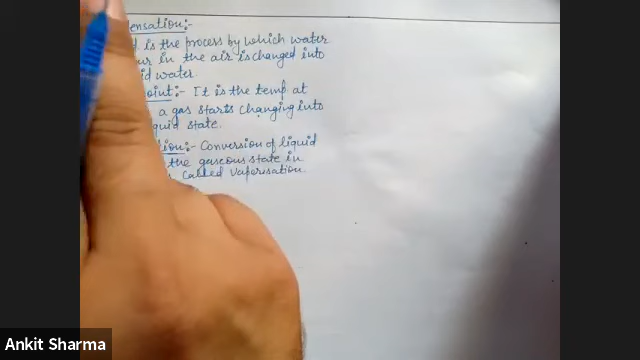 ensation:-
is the process by which water
ur in the air is changed into
id water.
oint:- It is the temp at
a gas starts changing into
quid state.
tion:- Conversion of liquid
the gaseous state in
called vaporisation.
Ankit Sharma